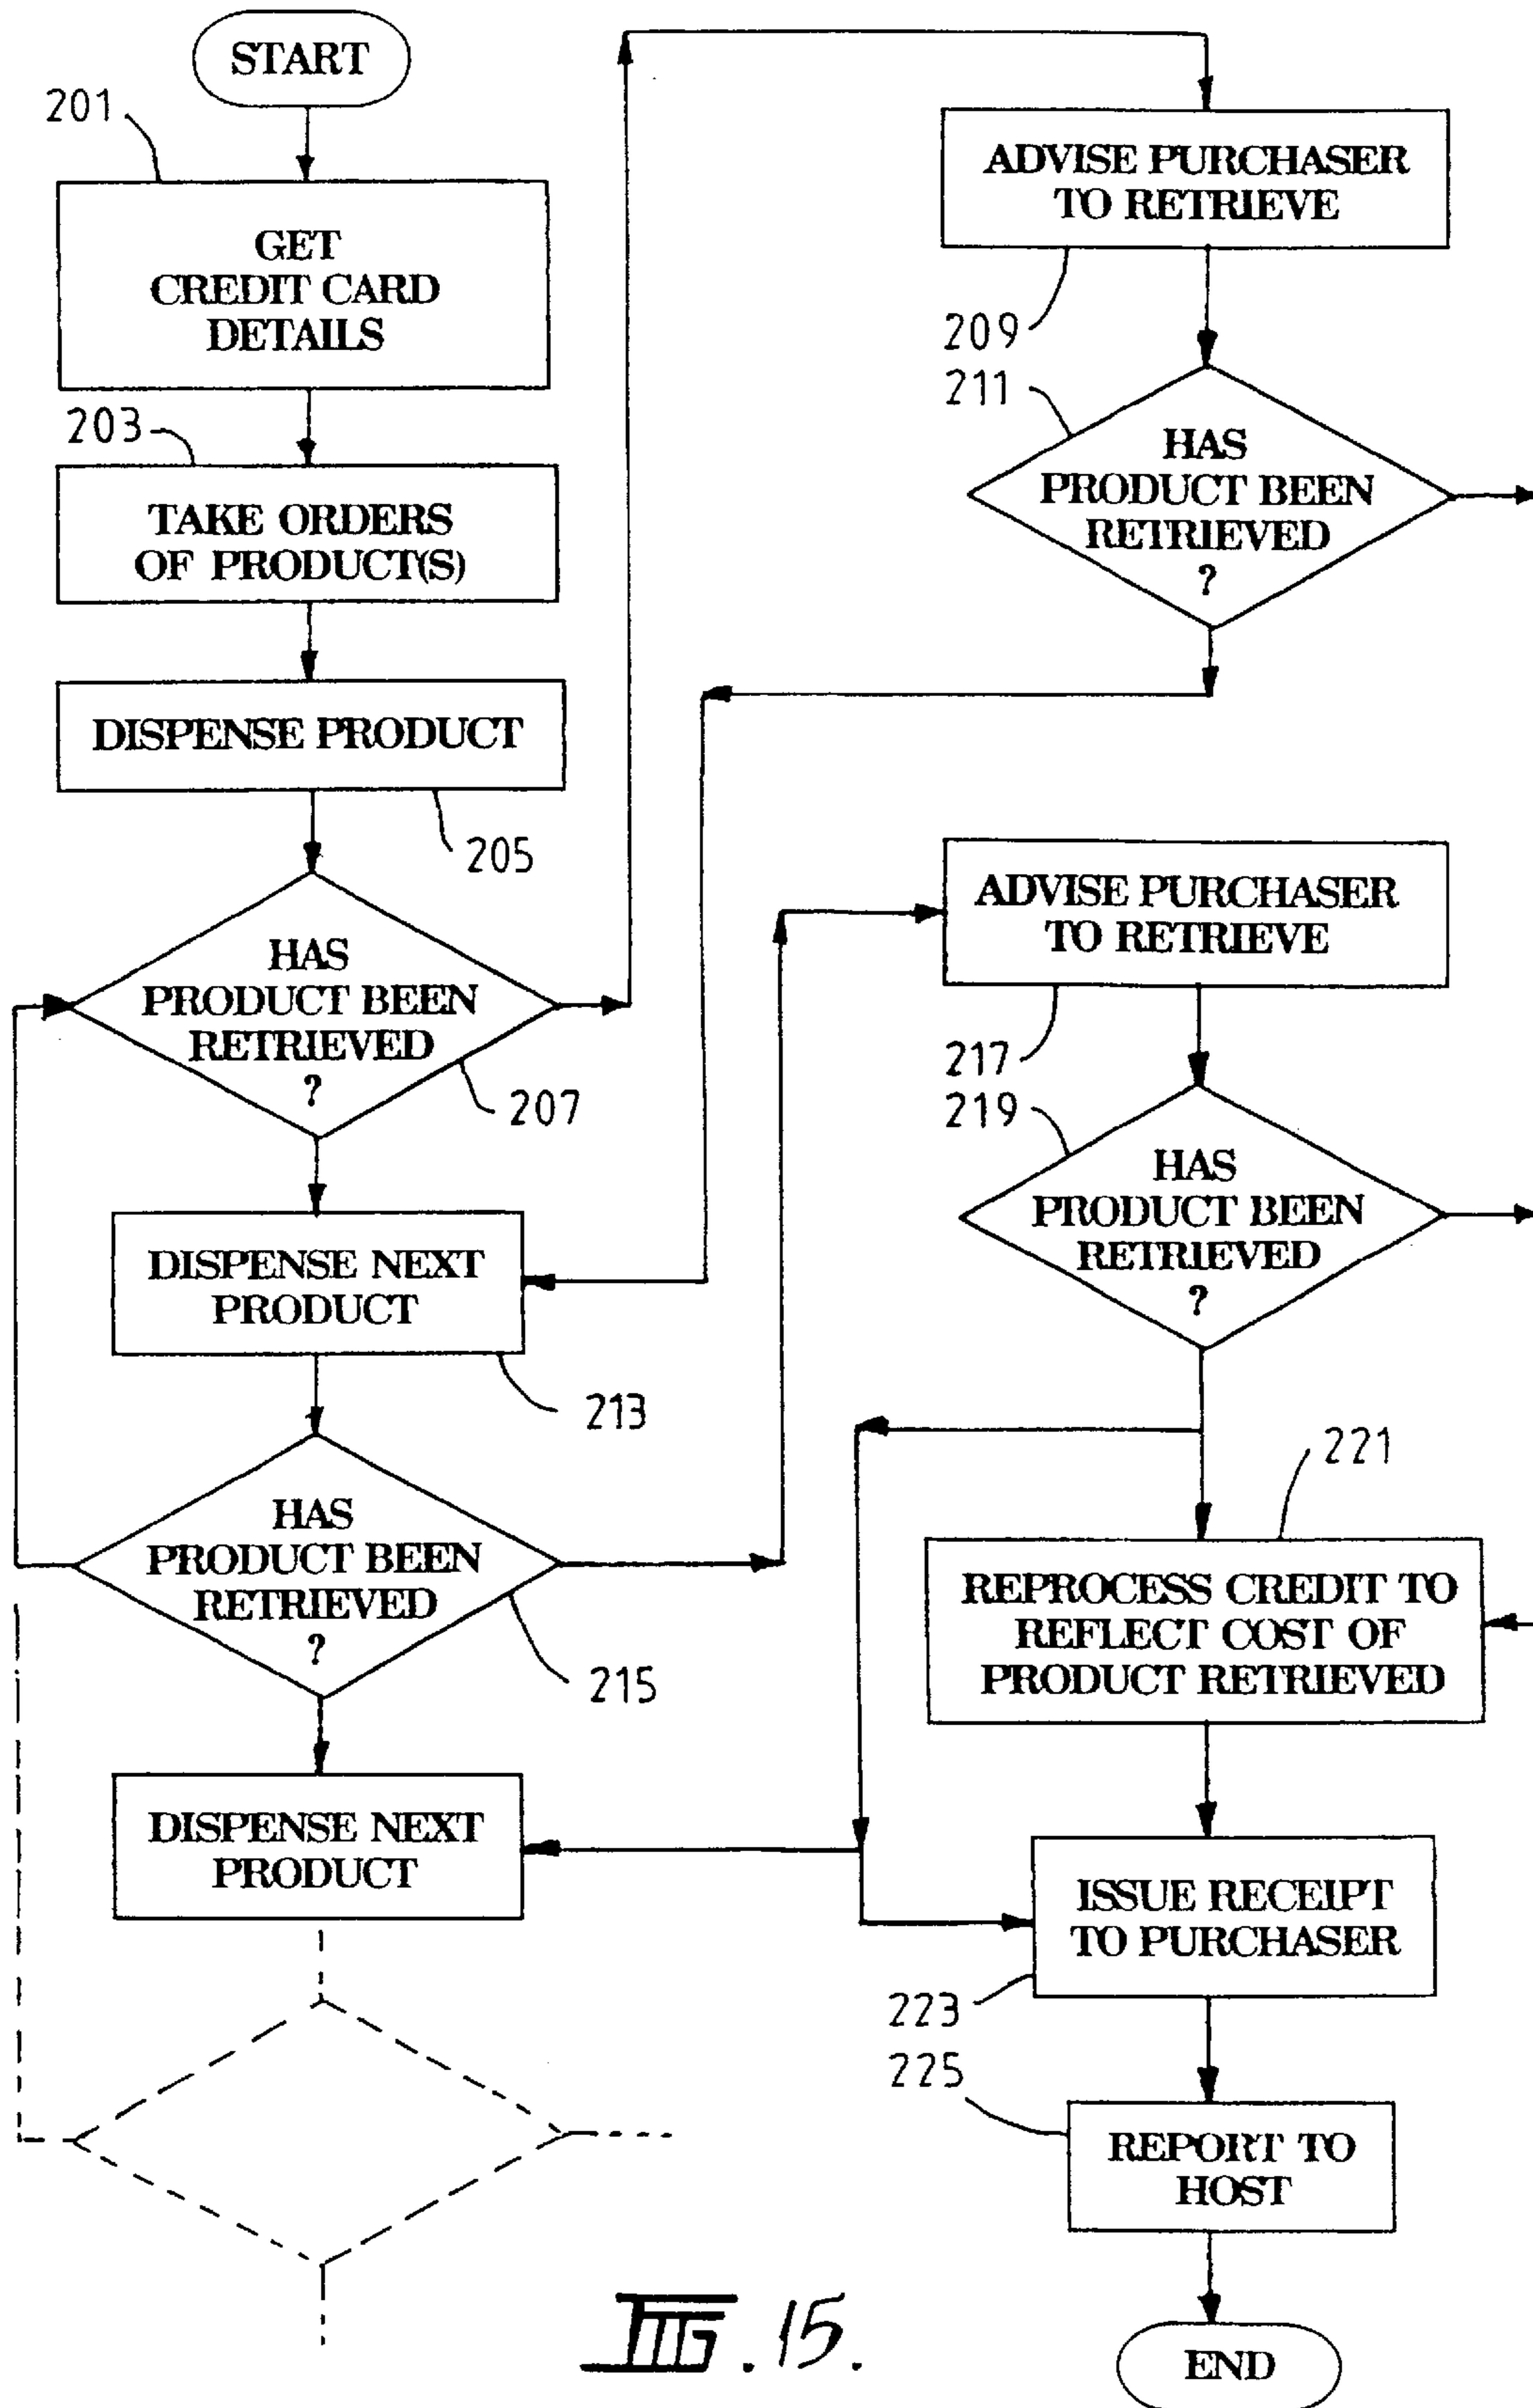 START
201
GET
CREDIT CARD
DETAILS
203
TAKE ORDERS
OF PRODUCT(S)
DISPENSE PRODUCT
205
HAS
PRODUCT BEEN
RETRIEVED
?
207
DISPENSE NEXT
PRODUCT
213
HAS
PRODUCT BEEN
RETRIEVED
?
215
DISPENSE NEXT
PRODUCT
ADVISE PURCHASER
TO RETRIEVE
209
211
HAS
PRODUCT BEEN
RETRIEVED
?
ADVISE PURCHASER
TO RETRIEVE
217
219
HAS
PRODUCT BEEN
RETRIEVED
?
221
REPROCESS CREDIT TO
REFLECT COST OF
PRODUCT RETRIEVED
ISSUE RECEIPT
TO PURCHASER
223
225
REPORT TO
HOST
END
FIG. 15.